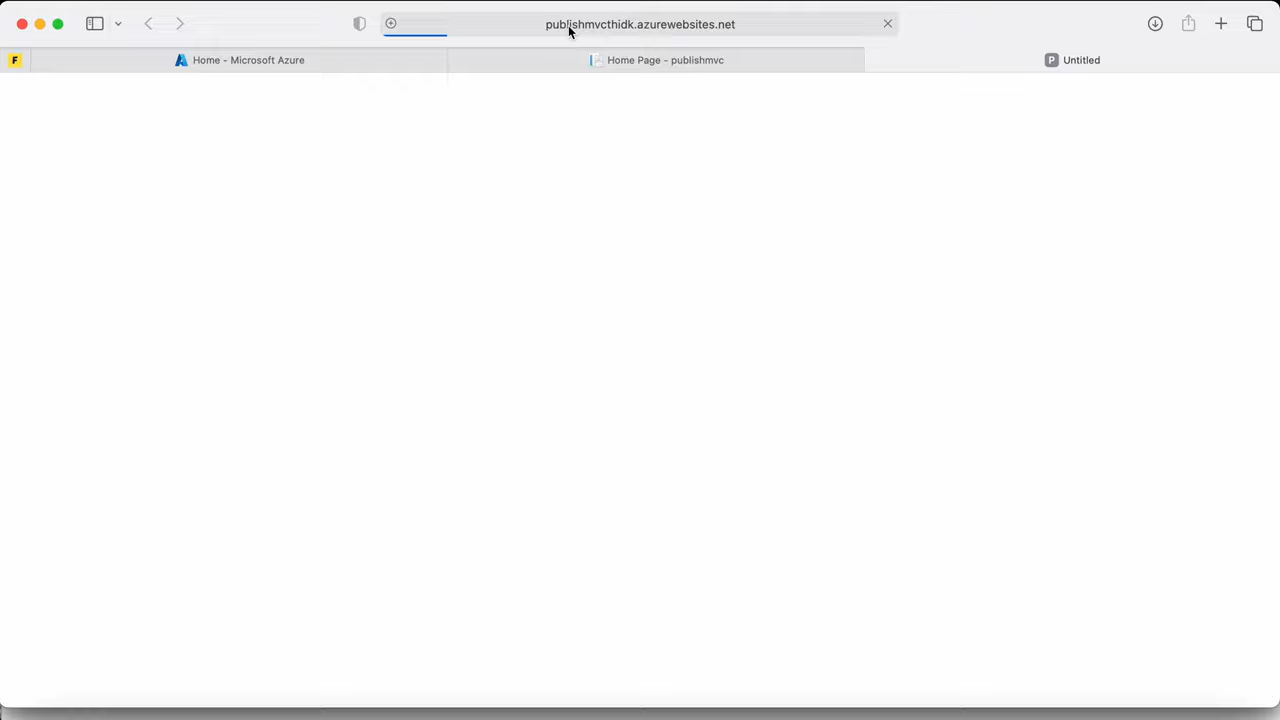 publishmvcthidk.azurewebsites.net
F
Home - Microsoft Azure
Home Page - publishmvc
P
Untitled